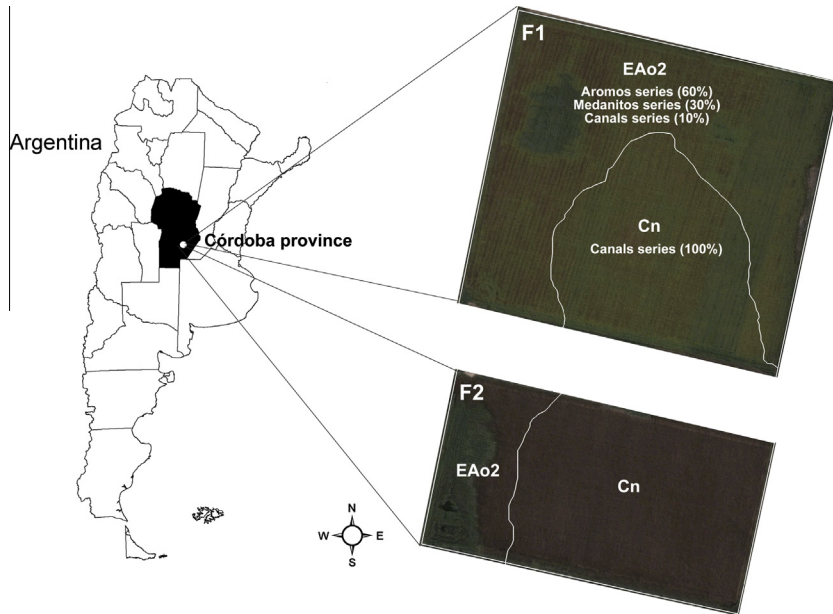 Argentina
Córdoba province
F1
EAo2
Aromos series (60%)
Medanitos series (30%)
Canals series (10%)
Cn
Canals series (100%)
F2
EAo2
Cn
N
W E
S